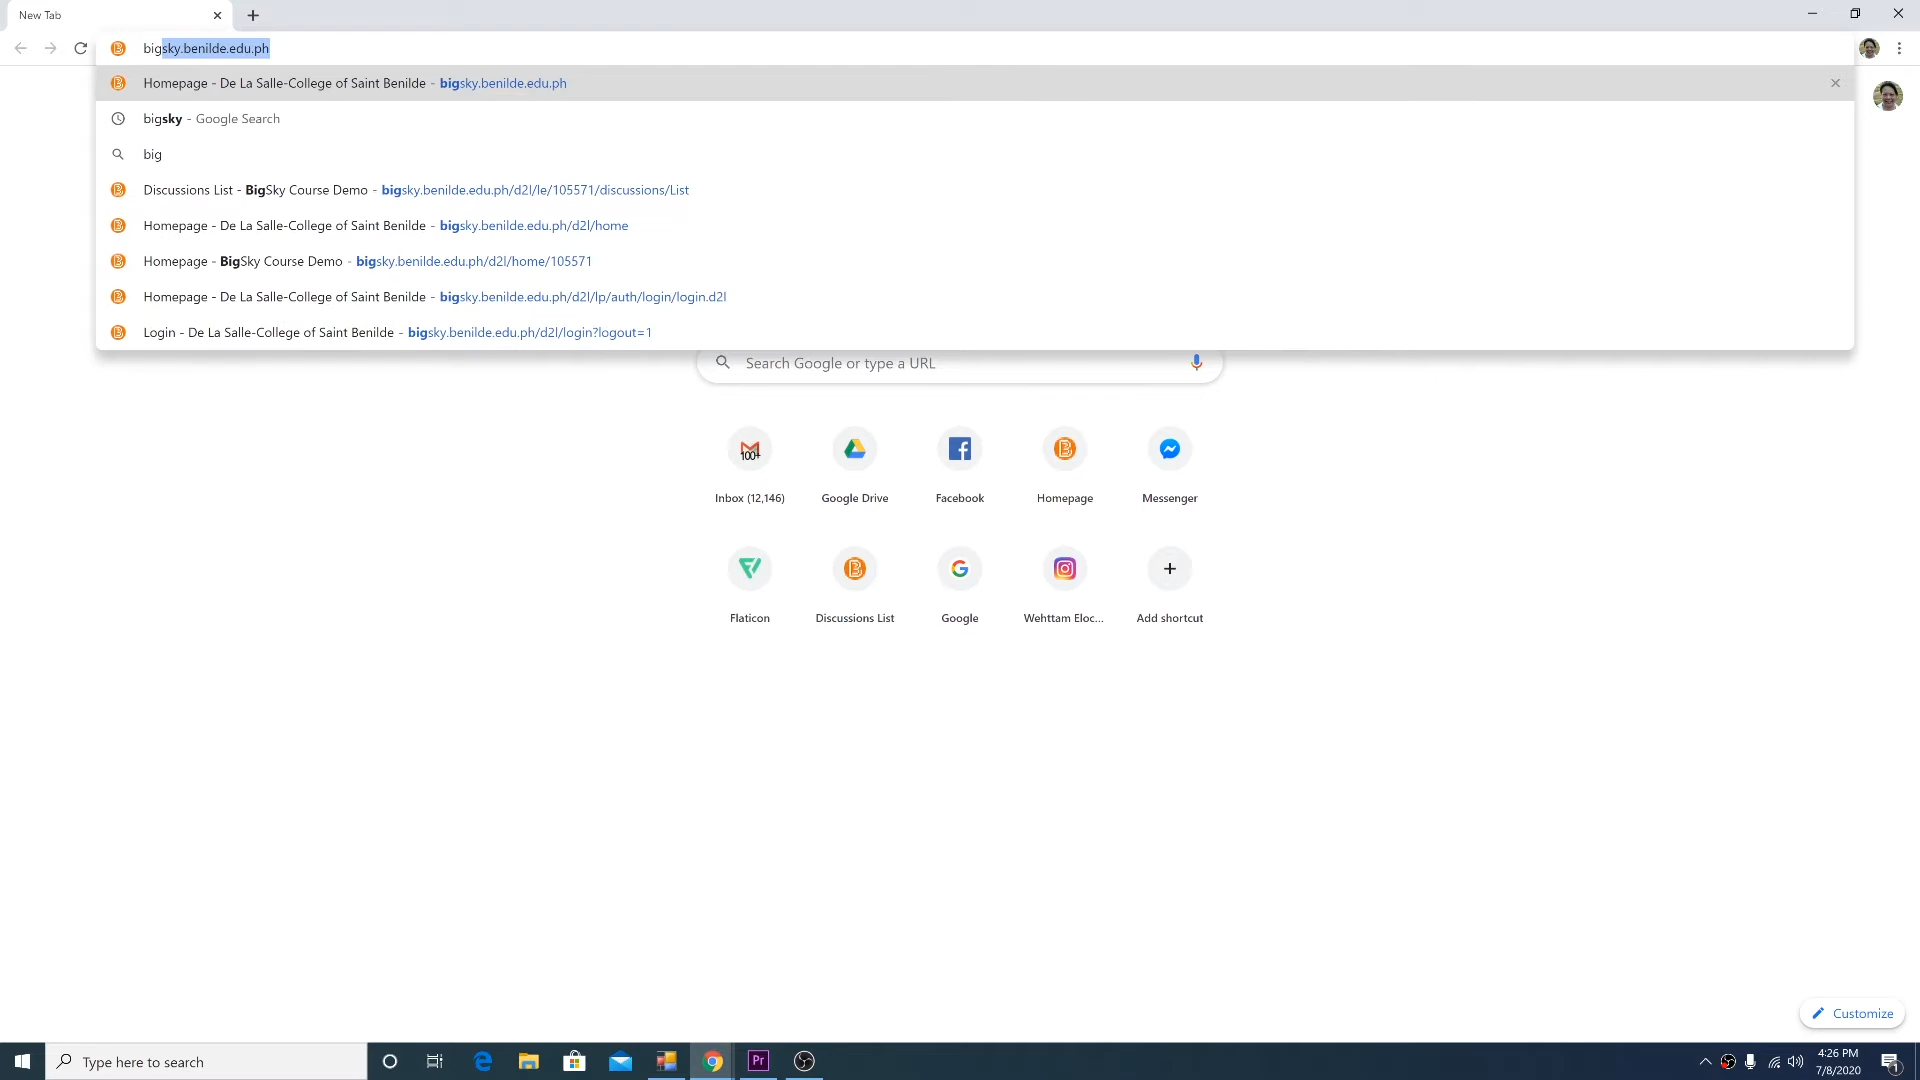 New Tab
bigsky.benilde.edu.ph
Homepage - De La Salle-College of Saint Benilde - bigsky.benilde.edu.ph
bigsky - Google Search
big
Discussions List - BigSky Course Demo - bigsky.benilde.edu.ph/d2l/le/105571/discussions/List
Homepage - De La Salle-College of Saint Benilde - bigsky.benilde.edu.ph/d2l/home
Homepage - BigSky Course Demo - bigsky.benilde.edu.ph/d2l/home/105571
Homepage - De La Salle-College of Saint Benilde - bigsky.benilde.edu.ph/d2l/lp/auth/login/login.d2l
Login - De La Salle-College of Saint Benilde - bigsky.benilde.edu.ph/d2l/login?logout=1
Search Google or type a URL
100+
Inbox (12,146) Google Drive Facebook Homepage Messenger
Flaticon Discussions List Google Wehttam Eloc... Add shortcut
Customize
Type here to search
Pr
4:26 PM
7/8/2020
1